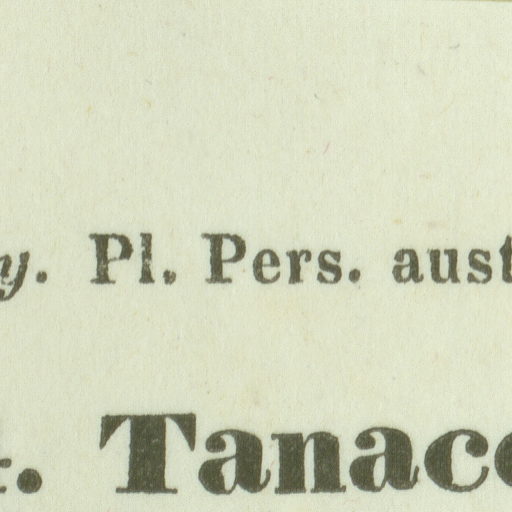 y. Pl. Pers. aust
. Tanac